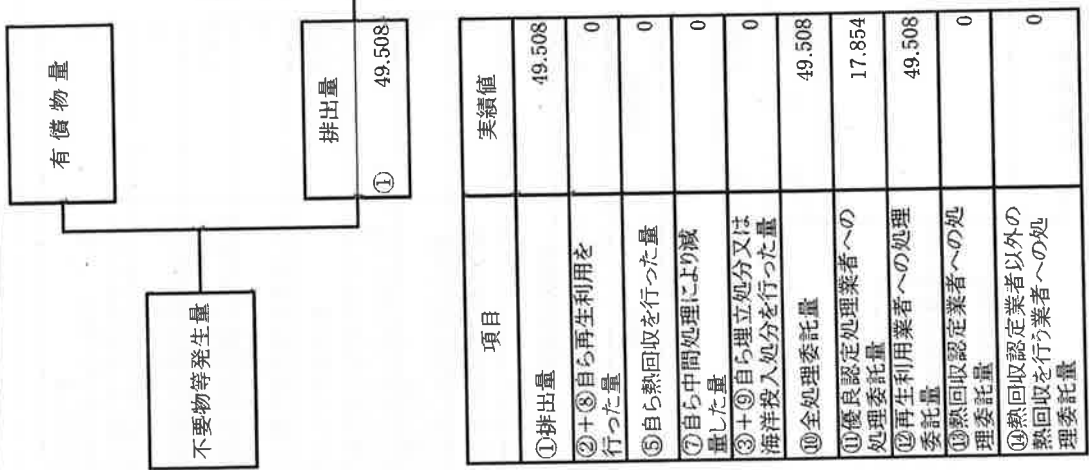 有償物量
不要物等発生量
排出量
① 49.508
項目 実績値
①排出量 49.508
②+⑧自ら再生利用を 0
行った量
⑤自ら熱回収を行った量 0
⑦自ら中間処理により減 0
量した量
③+⑨自ら埋立処分又は 0
海洋投入処分を行った量
⑩全処理委託量 49.508
⑪優良認定処理業者への 17.854
処理委託量
⑫再生利用業者への処理 49.508
委託量
⑬熱回収認定業者への処 0
理委託量
⑭熱回収認定業者以外の 0
熱回収を行う業者への処
理委託量